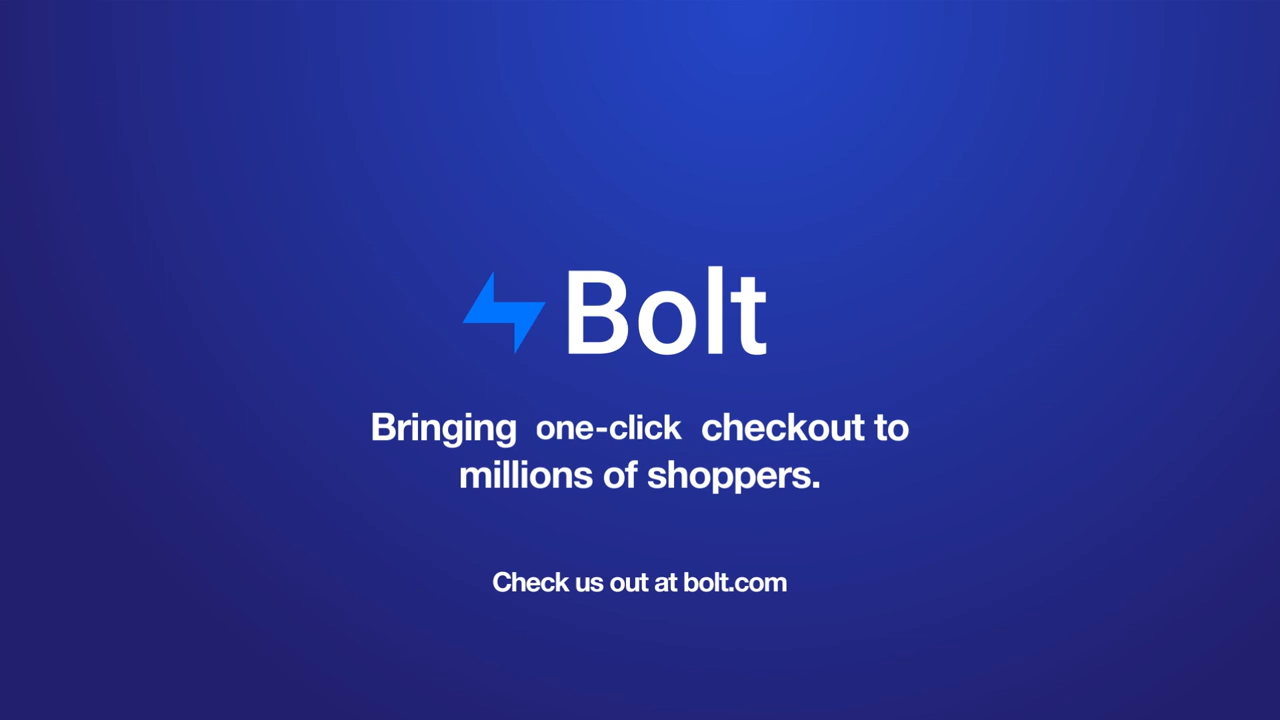 Bolt
Bringing one-click checkout to
millions of shoppers.
Check us out at bolt.com